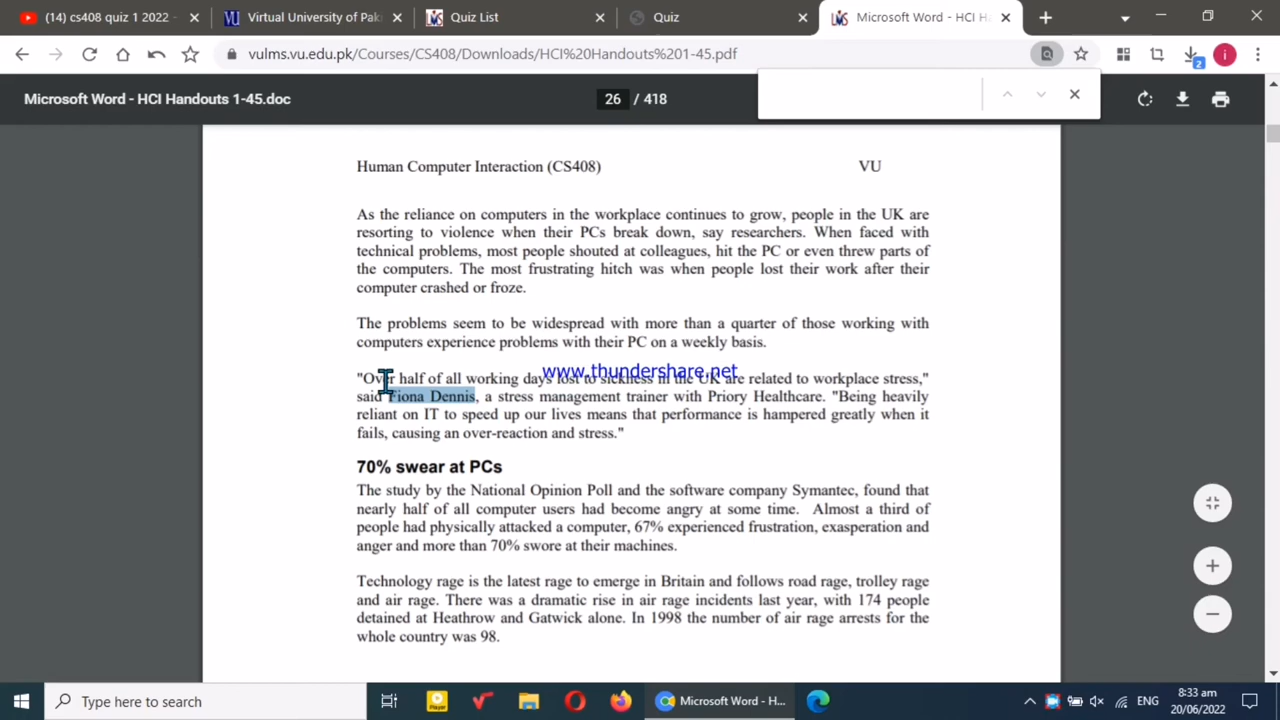 (14) cs408 quiz 1 2022 -
Virtual University of Pak
Quiz List
Quiz
Microsoft Word - HCI Ha
vulms.vu.edu.pk/Courses/CS408/Downloads/HCI%20Handouts%201-45.pdf
2
i
Microsoft Word - HCI Handouts 1-45.doc
26 / 418
Human Computer Interaction (CS408)
VU
As the reliance on computers in the workplace continues to grow, people in the UK are
resorting to violence when their PCs break down, say researchers. When faced with
technical problems, most people shouted at colleagues, hit the PC or even threw parts of
the computers. The most frustrating hitch was when people lost their work after their
computer crashed or froze.
The problems seem to be widespread with more than a quarter of those working with
computers experience problems with their PC on a weekly basis.
www.thundershare.net
"Over half of all working days lost to sickness in the UK are related to workplace stress,"
said Fiona Dennis, a stress management trainer with Priory Healthcare. "Being heavily
reliant on IT to speed up our lives means that performance is hampered greatly when it
fails, causing an over-reaction and stress."
70% swear at PCs
The study by the National Opinion Poll and the software company Symantec, found that
nearly half of all computer users had become angry at some time. Almost a third of
people had physically attacked a computer, 67% experienced frustration, exasperation and
anger and more than 70% swore at their machines.
Technology rage is the latest rage to emerge in Britain and follows road rage, trolley rage
and air rage. There was a dramatic rise in air rage incidents last year, with 174 people
detained at Heathrow and Gatwick alone. In 1998 the number of air rage arrests for the
whole country was 98.
Type here to search
Player
Microsoft Word - H...
ENG
8:33 am
20/06/2022